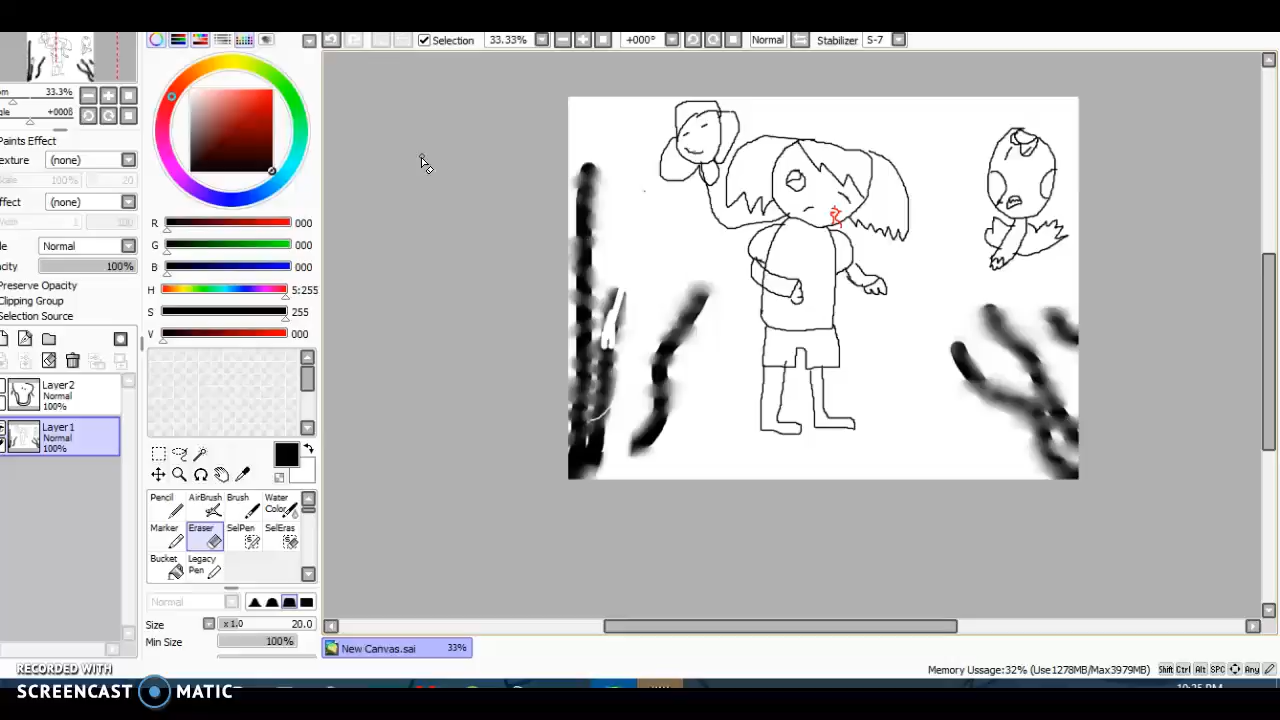 Selection 33.33% +000° Normal Stabilizer S-7
33.3%
+0008
Paints Effect
(none)
100%
(none)
Normal
100%
Preserve Opacity
Clipping Group
Selection Source
Layer2
Normal
100%
Layer1
Normal
100%
R 000
G 000
B 000
H 5:255
S 255
V 000
Pencil AirBrush Brush Water Color
Marker Eraser SelPen SelEras
Bucket Legacy Pen
Normal
Size x 1.0 20.0
Min Size 100%
New Canvas.sai 33%
Memory Usage:32% (Use1278MB/Max3979MB) Shift Ctrl Alt SPC Any
RECORDED WITH
SCREENCAST MATIC